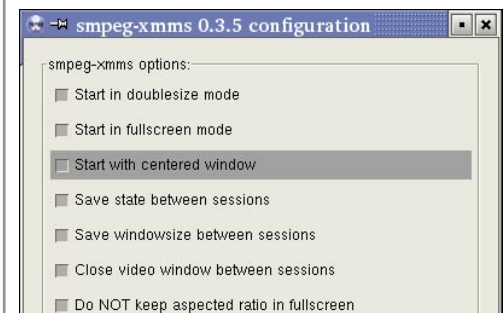 smpeg-xmms 0.3.5 configuration
smpeg-xmms options:
Start in doublesize mode
Start in fullscreen mode
Start with centered window
Save state between sessions
Save windowsize between sessions
Close video window between sessions
Do NOT keep aspected ratio in fullscreen